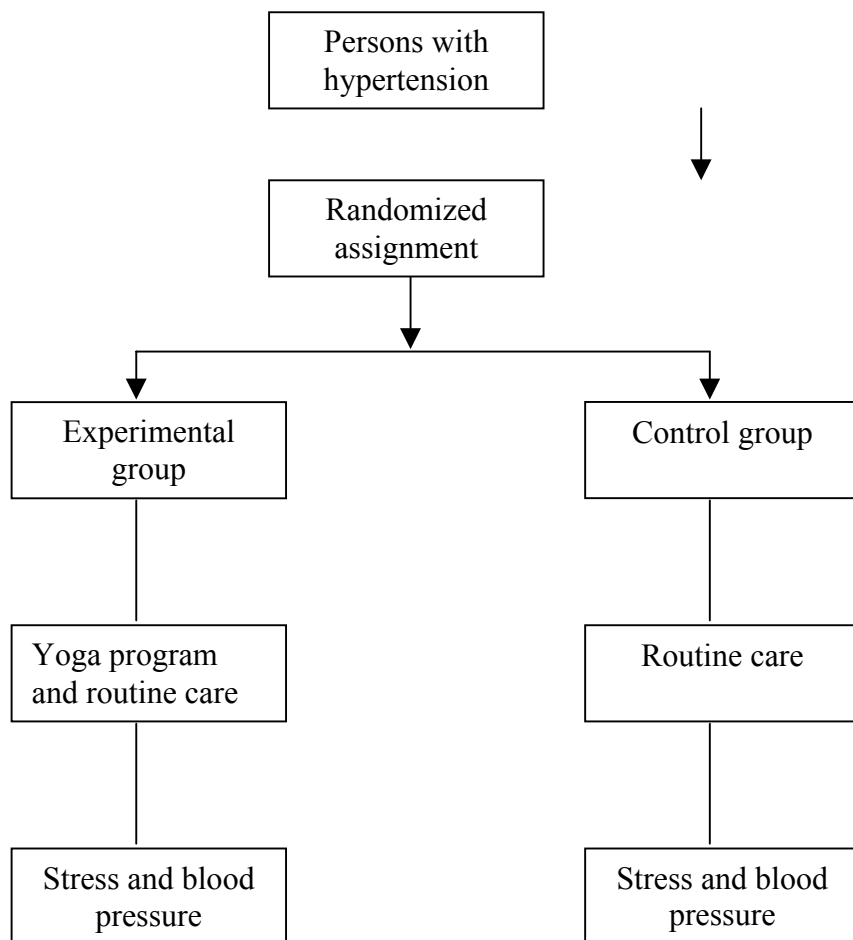 Persons with
hypertension
Randomized
assignment
Experimental
group
Control group
Yoga program
and routine care
Routine care
Stress and blood
pressure
Stress and blood
pressure